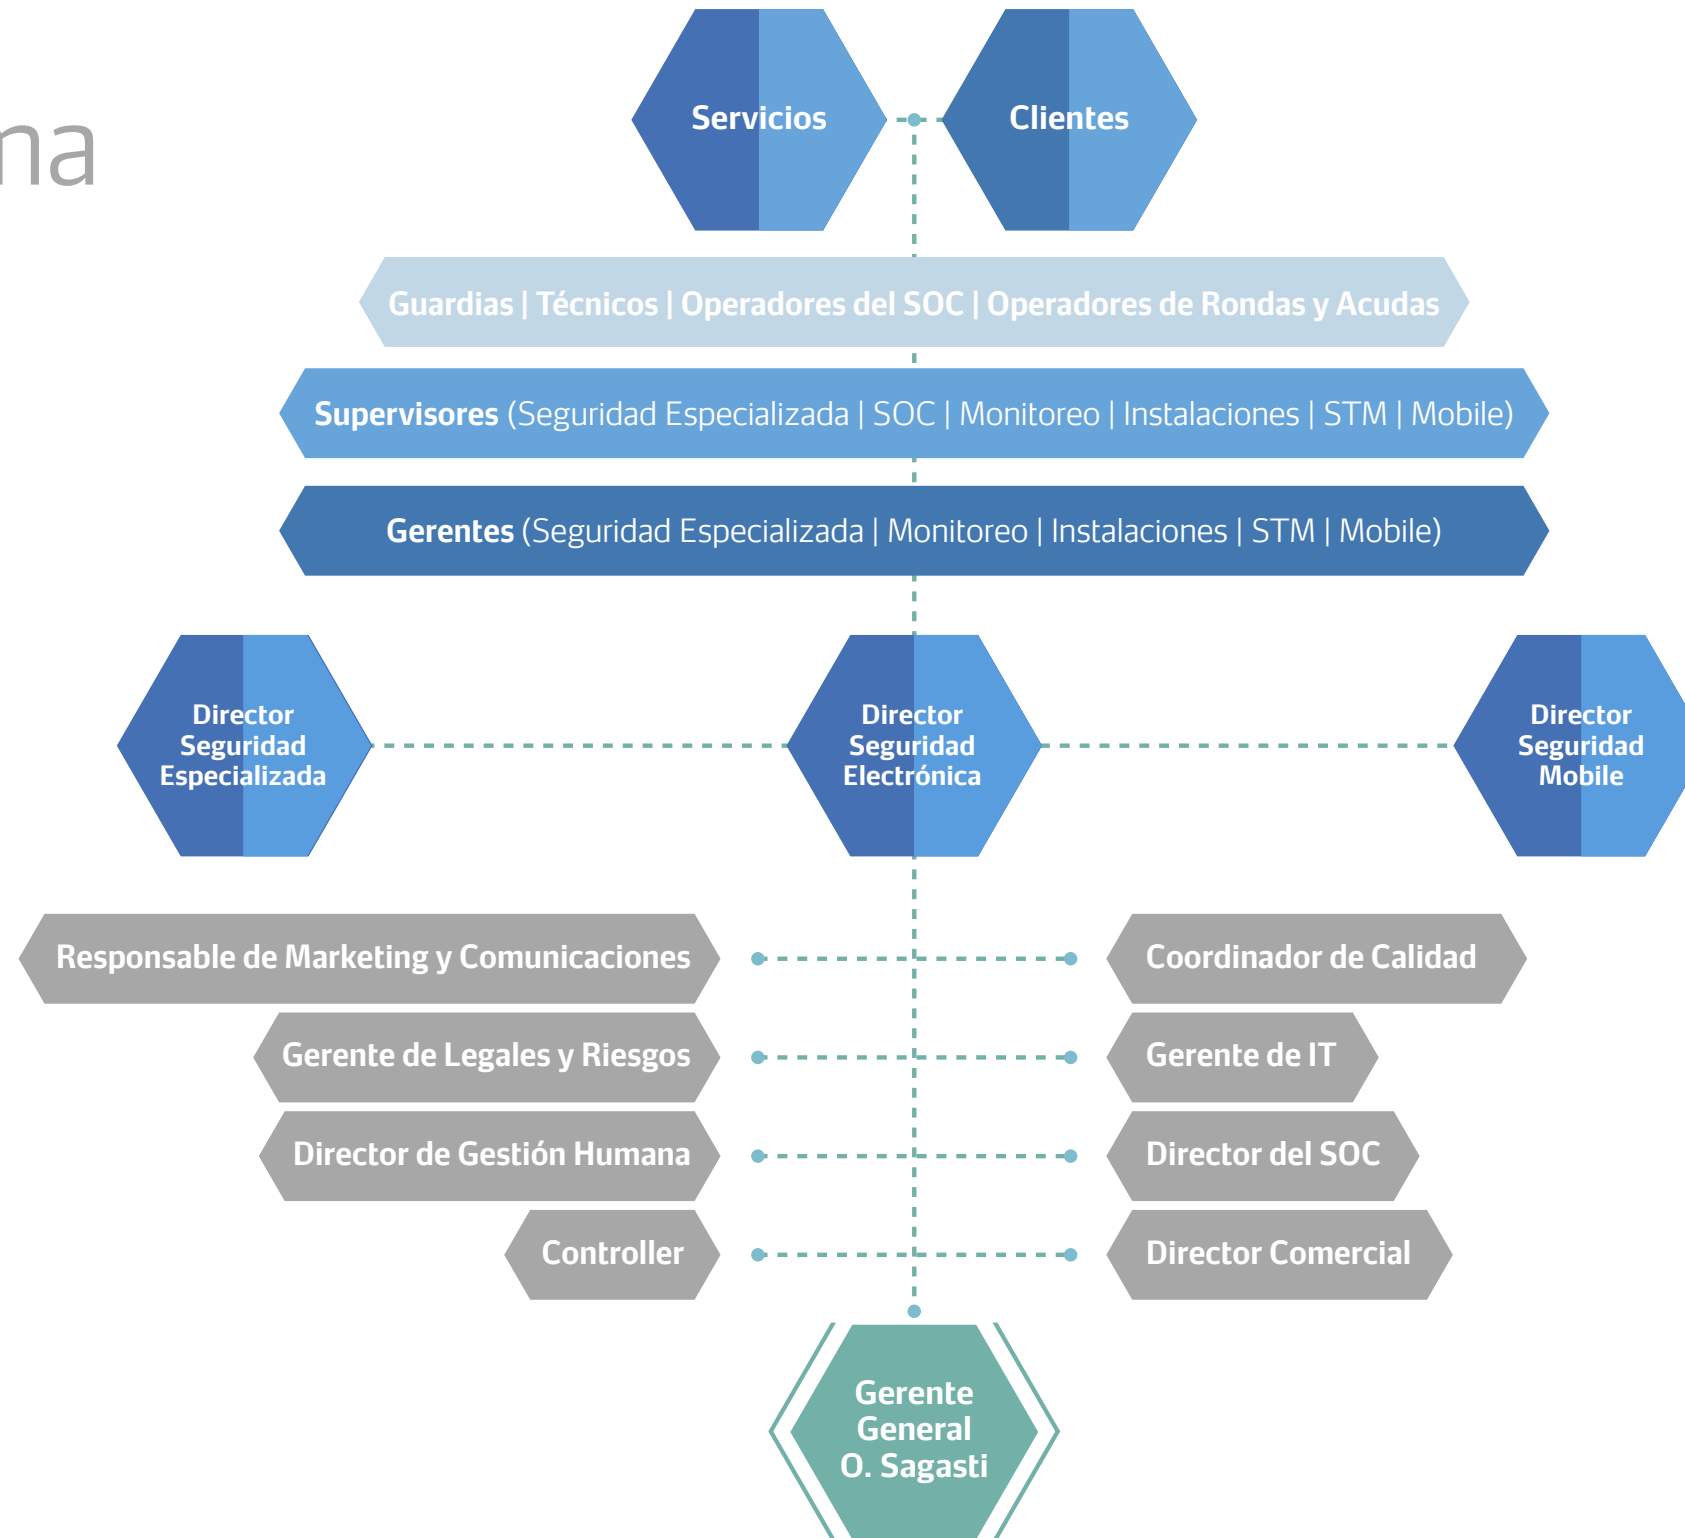 ma
Servicios
Clientes
Guardias | Técnicos | Operadores del SOC | Operadores de Rondas y Acudas
Supervisores (Seguridad Especializada | SOC | Monitoreo | Instalaciones | STM | Mobile)
Gerentes (Seguridad Especializada | Monitoreo | Instalaciones | STM | Mobile)
Director
Seguridad
Especializada
Director
Seguridad
Electrónica
Director
Seguridad
Mobile
Responsable de Marketing y Comunicaciones
Coordinador de Calidad
Gerente de Legales y Riesgos
Gerente de IT
Director de Gestión Humana
Director del SOC
Controller
Director Comercial
Gerente
General
O. Sagasti